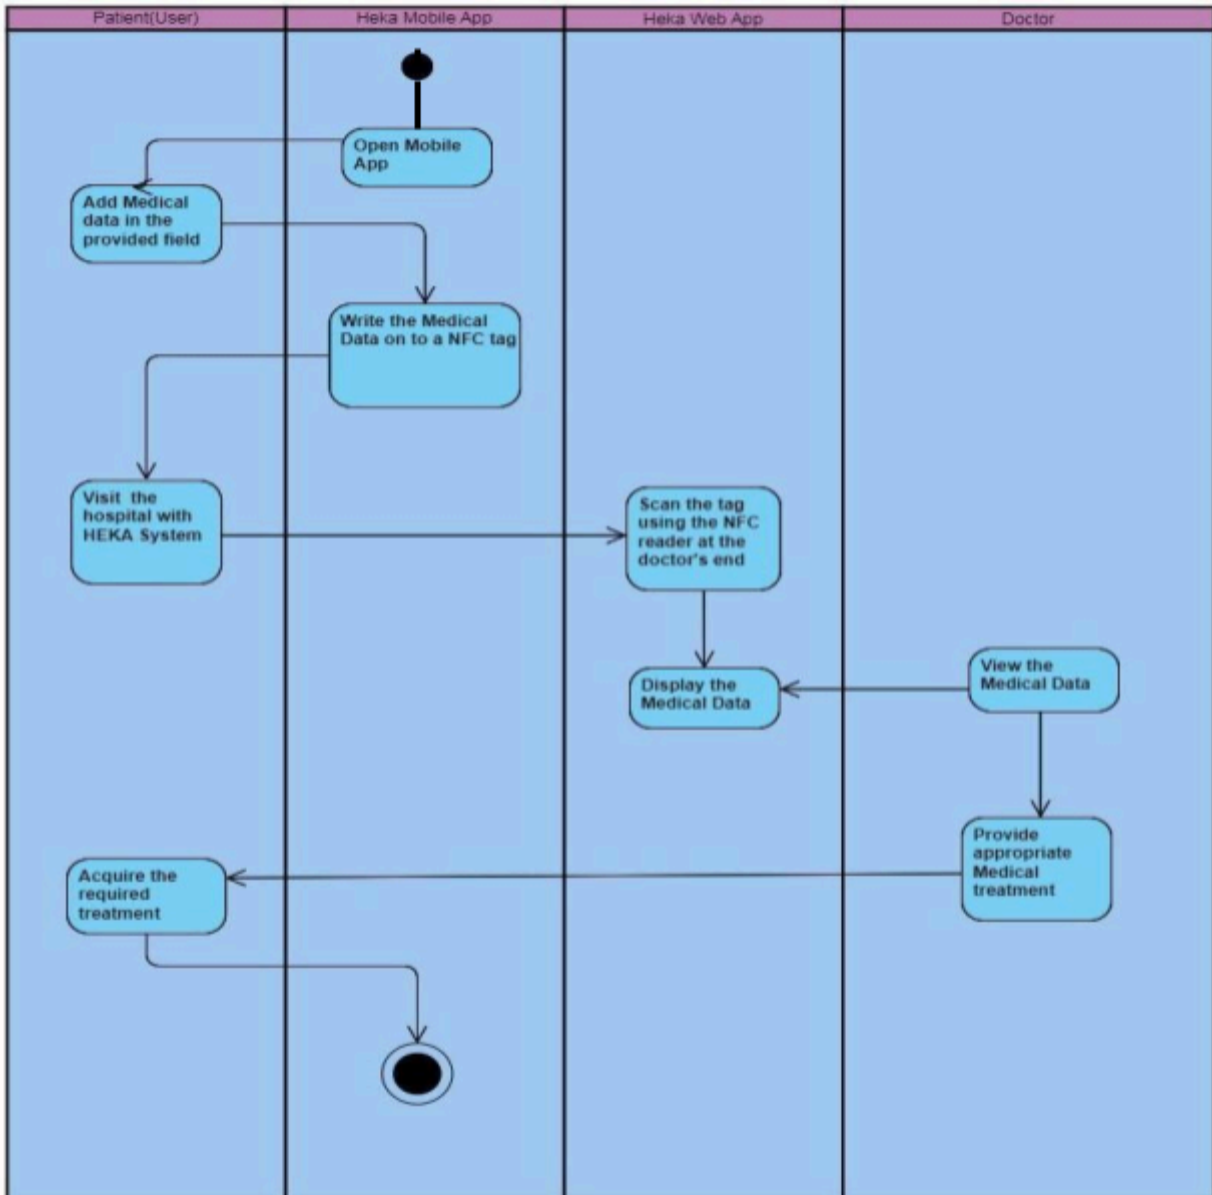 Patient(User)
Heka Mobile App
Heka Web App
Doctor
Open Mobile
App
Add Medical
data in the
provided field
Write the Medical
Data on to a NFC tag
Visit the
hospital with
HEKA System
Scan the tag
using the NFC
reader at the
doctor's end
View the
Medical Data
Display the
Medical Data
Provide
appropriate
Medical
treatment
Acquire the
required
treatment